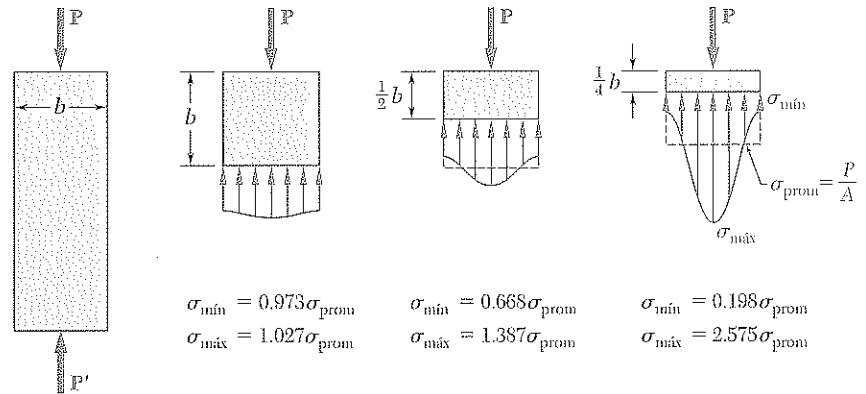 P
P
P
P
b
b
1/2 b
1/4 b
σmín
σprom = P/A
σmáx
P'
σmín = 0.973σprom
σmáx = 1.027σprom
σmín = 0.668σprom
σmáx = 1.387σprom
σmín = 0.198σprom
σmáx = 2.575σprom